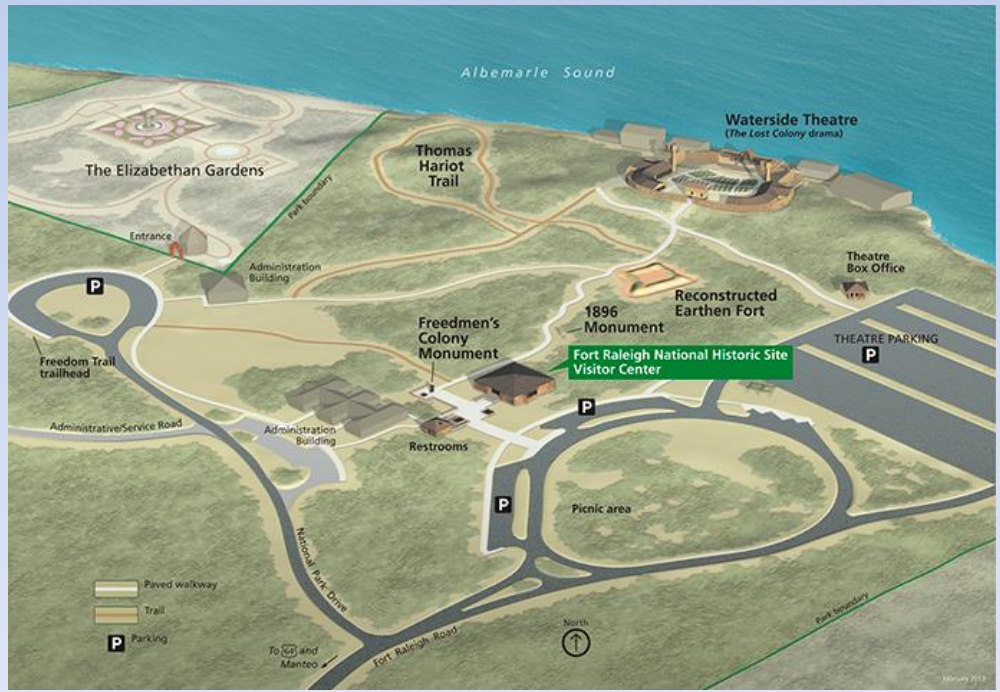 Albemarle Sound
Waterside Theatre
(The Lost Colony drama)
Thomas
Hariot
Trail
The Elizabethan Gardens
Park boundary
Entrance
Administration
Building
Theatre
Box Office
P
Reconstructed
Earthen Fort
1896
Monument
Freedmen's
Colony
Monument
THEATRE PARKING
P
Fort Raleigh National Historic Site
Visitor Center
Freedom Trail
trailhead
P
Administrative/Service Road
Administration
Building
Restrooms
P
Picnic area
National Park Drive
Paved walkway
Trail
P Parking
Park boundary
North
To 64 and
Manteo
Fort Raleigh Road
February 2013